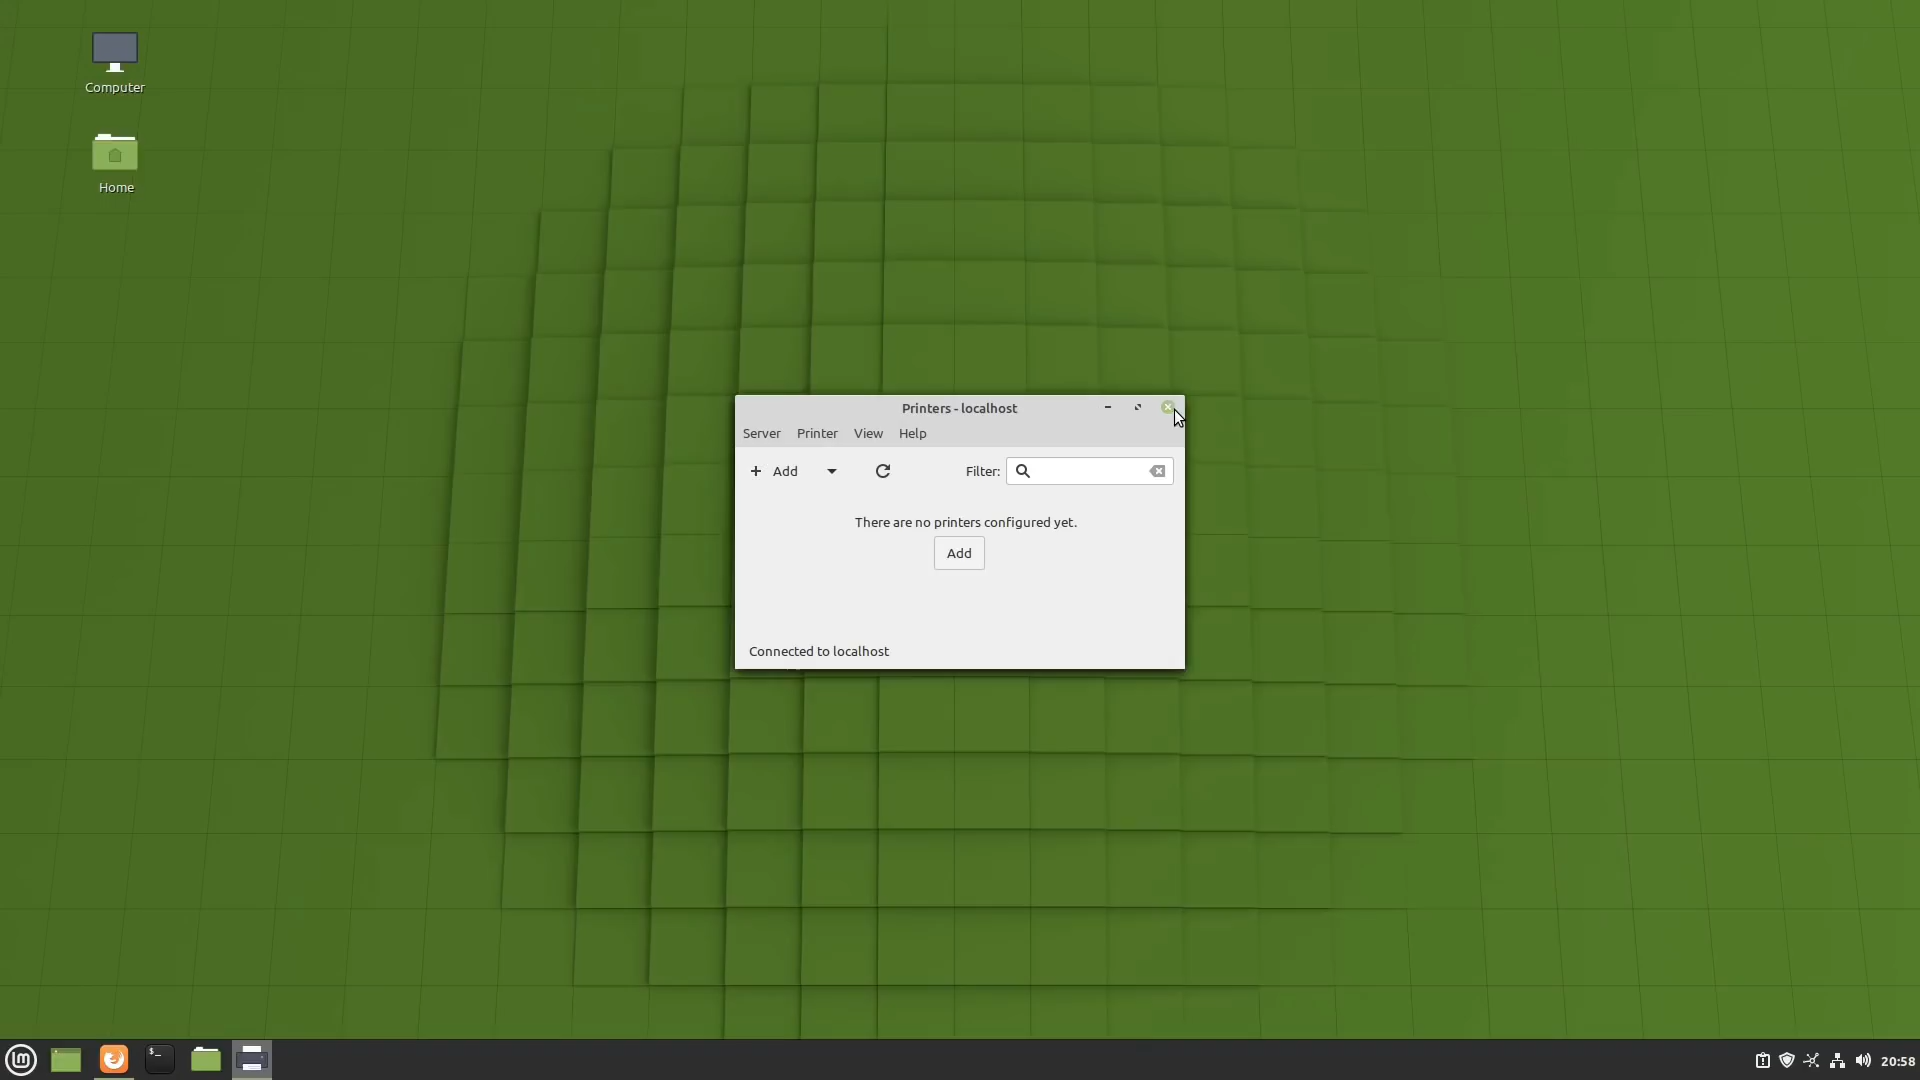 Computer
Home
Printers - localhost
Server Printer View Help
Add Filter:
There are no printers configured yet.
Add
Connected to localhost
20:58